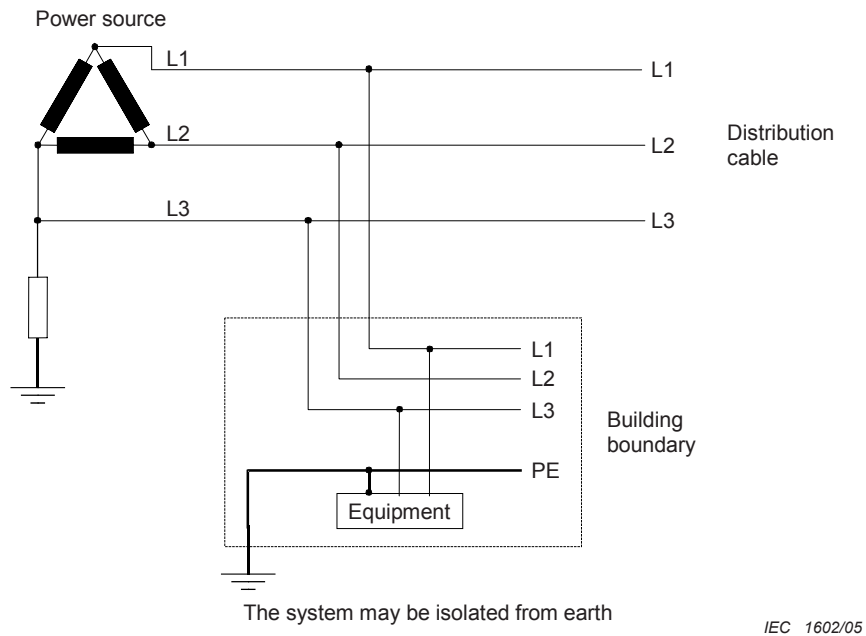 Power source
L1
L1
L2
L2
Distribution
cable
L3
L3
L1
L2
L3
Building
boundary
PE
Equipment
The system may be isolated from earth
IEC 1602/05